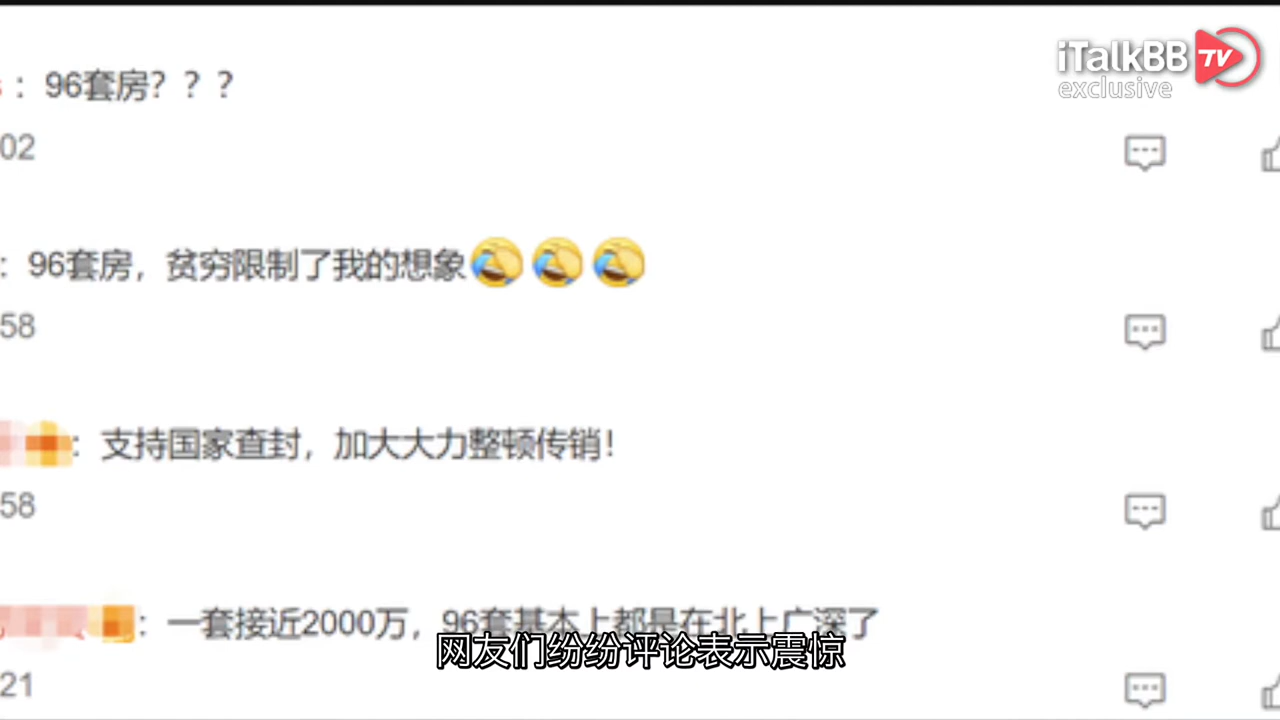 iTalkBB TV
exclusive
：96套房？？？
02
：96套房，贫穷限制了我的想象
58
：支持国家查封，加大大力整顿传销！
58
：一套接近2000万，96套基本上都是在北上广深了
网友们纷纷评论表示震惊
21